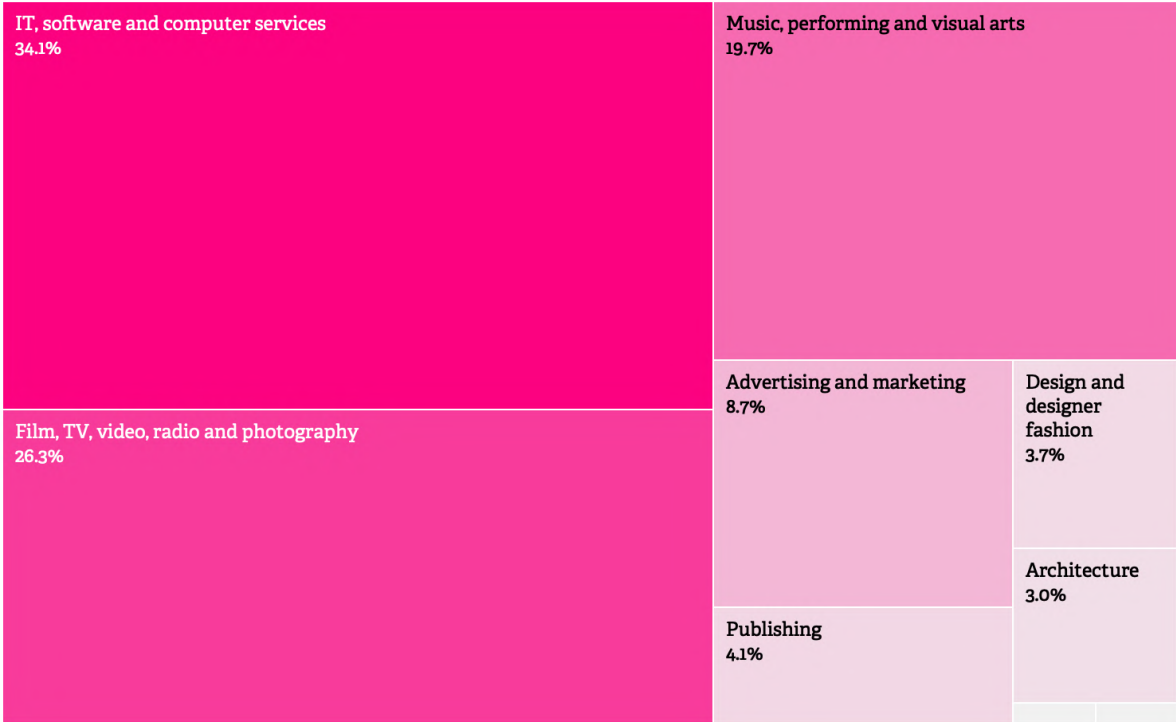 IT, software and computer services
34.1%
Music, performing and visual arts
19.7%
Film, TV, video, radio and photography
26.3%
Advertising and marketing
8.7%
Design and
designer
fashion
3.7%
Architecture
3.0%
Publishing
4.1%